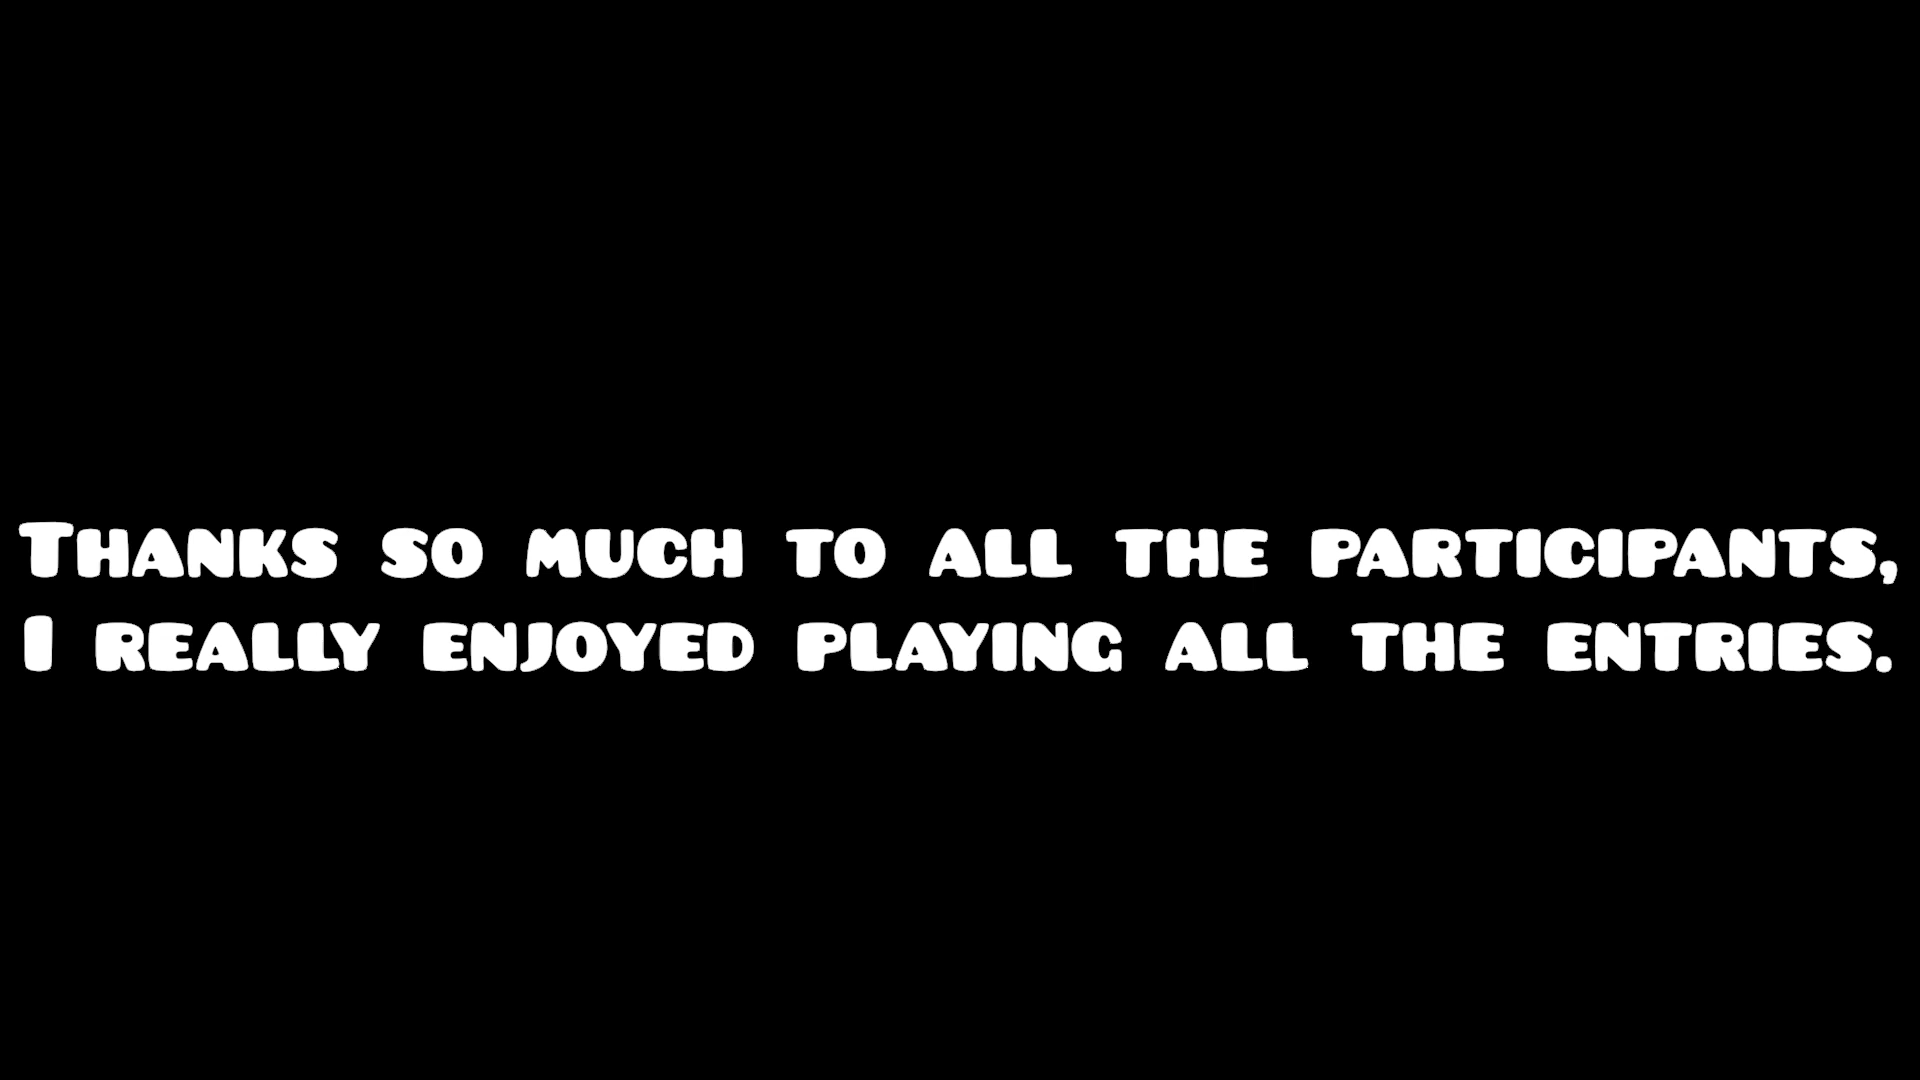 Thanks so much to all the participants,
I really enjoyed playing all the entries.